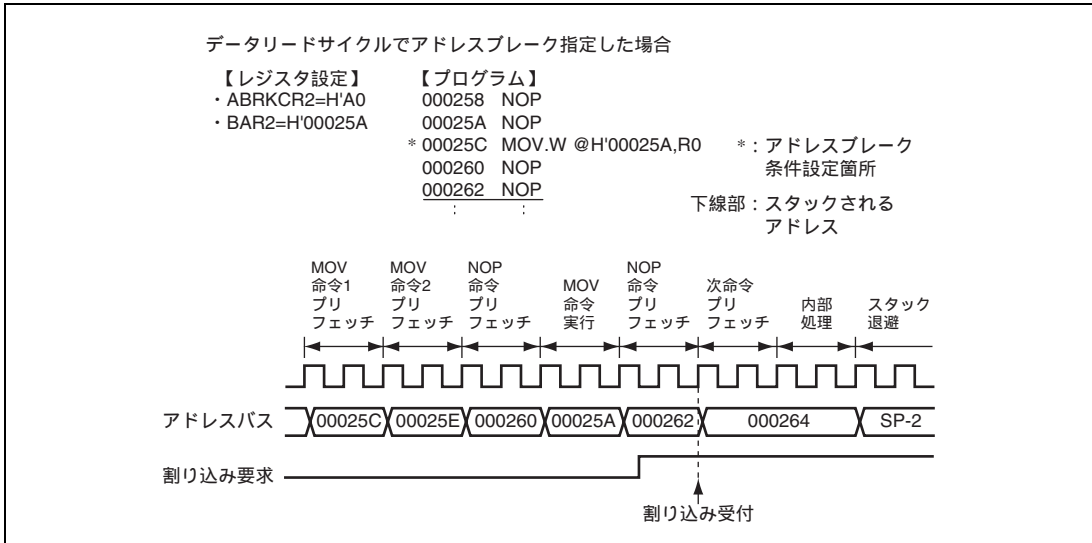 データリードサイクルでアドレスブレーク指定した場合
【レジスタ設定】
・ABRKCR2=H'A0
・BAR2=H'00025A
【プログラム】
000258 NOP
00025A NOP
* 00025C MOV.W @H'00025A,R0
000260 NOP
000262 NOP
: :
*：アドレスブレーク
条件設定箇所
下線部：スタックされる
アドレス
MOV
命令1
プリ
フェッチ
MOV
命令2
プリ
フェッチ
NOP
命令
プリ
フェッチ
MOV
命令
実行
NOP
命令
プリ
フェッチ
次命令
プリ
フェッチ
内部
処理
スタック
退避
アドレスバス 00025C 00025E 000260 00025A 000262 000264 SP-2
割り込み要求
割り込み受付